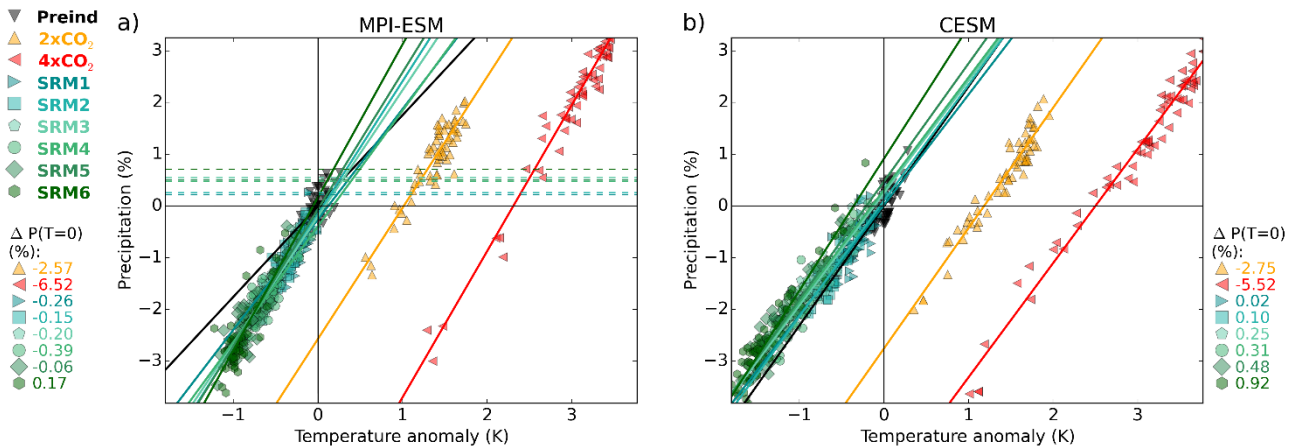 Preind
2xCO₂
4xCO₂
SRM1
SRM2
SRM3
SRM4
SRM5
SRM6
Δ P(T=0)
(%):
-2.57
-6.52
-0.26
-0.15
-0.20
-0.39
-0.06
0.17
a)
MPI-ESM
Precipitation (%)
3
2
1
0
−1
−2
−3
−1
0
1
2
3
Temperature anomaly (K)
b)
CESM
Precipitation (%)
3
2
1
0
−1
−2
−3
−1
0
1
2
3
Temperature anomaly (K)
Δ P(T=0)
(%):
-2.75
-5.52
0.02
0.10
0.25
0.31
0.48
0.92